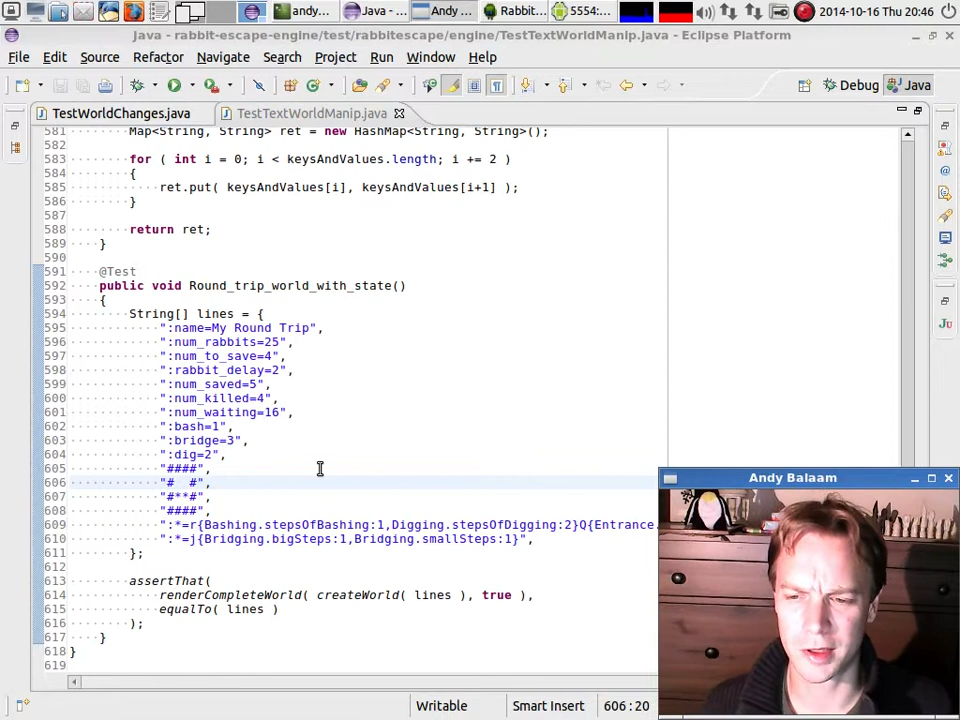 andy...
Java - ...
Andy ...
Rabbit...
5554:...
2014-10-16 Thu 20:46
Java - rabbit-escape-engine/test/rabbitescape/engine/TestTextWorldManip.java - Eclipse Platform
File Edit Source Refactor Navigate Search Project Run Window Help
Debug Java
TestWorldChanges.java TestTextWorldManip.java
581 Map<String, String> ret = new HashMap<String, String>();
582
583 for ( int i = 0; i < keysAndValues.length; i += 2 )
584 {
585 ret.put( keysAndValues[i], keysAndValues[i+1] );
586 }
587
588 return ret;
589 }
590
591 @Test
592 public void Round_trip_world_with_state()
593 {
594 String[] lines = {
595 ":name=My Round Trip",
596 ":num_rabbits=25",
597 ":num_to_save=4",
598 ":rabbit_delay=2",
599 ":num_saved=5",
600 ":num_killed=4",
601 ":num_waiting=16",
602 ":bash=1",
603 ":bridge=3",
604 ":dig=2",
605 "####",
606 "#  #",
607 "#**#",
608 "####",
609 ":*=r{Bashing.stepsOfBashing:1,Digging.stepsOfDigging:2}Q{Entrance.
610 ":*=j{Bridging.bigSteps:1,Bridging.smallSteps:1}",
611 };
612
613 assertThat(
614 renderCompleteWorld( createWorld( lines ), true ),
615 equalTo( lines )
616 );
617 }
618 }
619
Andy Balaam
Writable Smart Insert 606:20